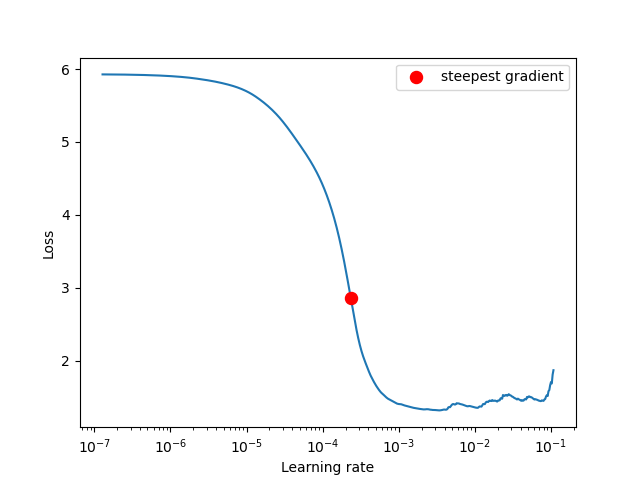 steepest gradient
6
5
4
3
2
Loss
10⁻⁷ 10⁻⁶ 10⁻⁵ 10⁻⁴ 10⁻³ 10⁻² 10⁻¹
Learning rate